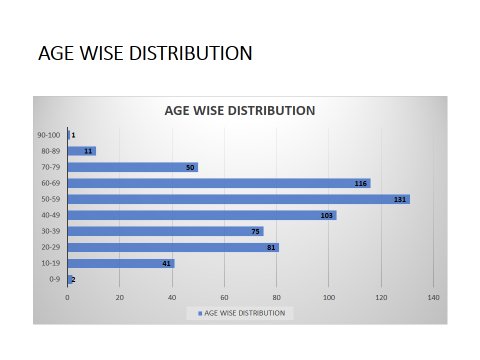 AGE WISE DISTRIBUTION
AGE WISE DISTRIBUTION
90-100 1
80-89 11
70-79 50
60-69 116
50-59 131
40-49 103
30-39 75
20-29 81
10-19 41
0-9 2
0 20 40 60 80 100 120 140
AGE WISE DISTRIBUTION